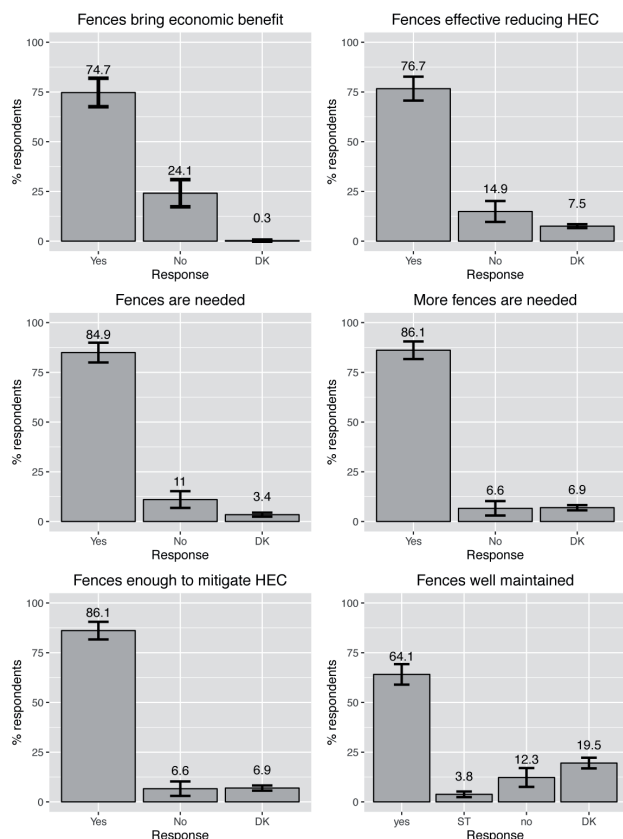 Fences bring economic benefit
100
75
50
25
0
% respondents
74.7
24.1
0.3
Yes No DK
Response
Fences effective reducing HEC
100
75
50
25
0
% respondents
76.7
14.9
7.5
Yes No DK
Response
Fences are needed
100
75
50
25
0
% respondents
84.9
11
3.4
Yes No DK
Response
More fences are needed
100
75
50
25
0
% respondents
86.1
6.6
6.9
Yes No DK
Response
Fences enough to mitigate HEC
100
75
50
25
0
% respondents
86.1
6.6
6.9
Yes No DK
Response
Fences well maintained
100
75
50
25
0
% respondents
64.1
3.8
12.3
19.5
yes ST no DK
Response